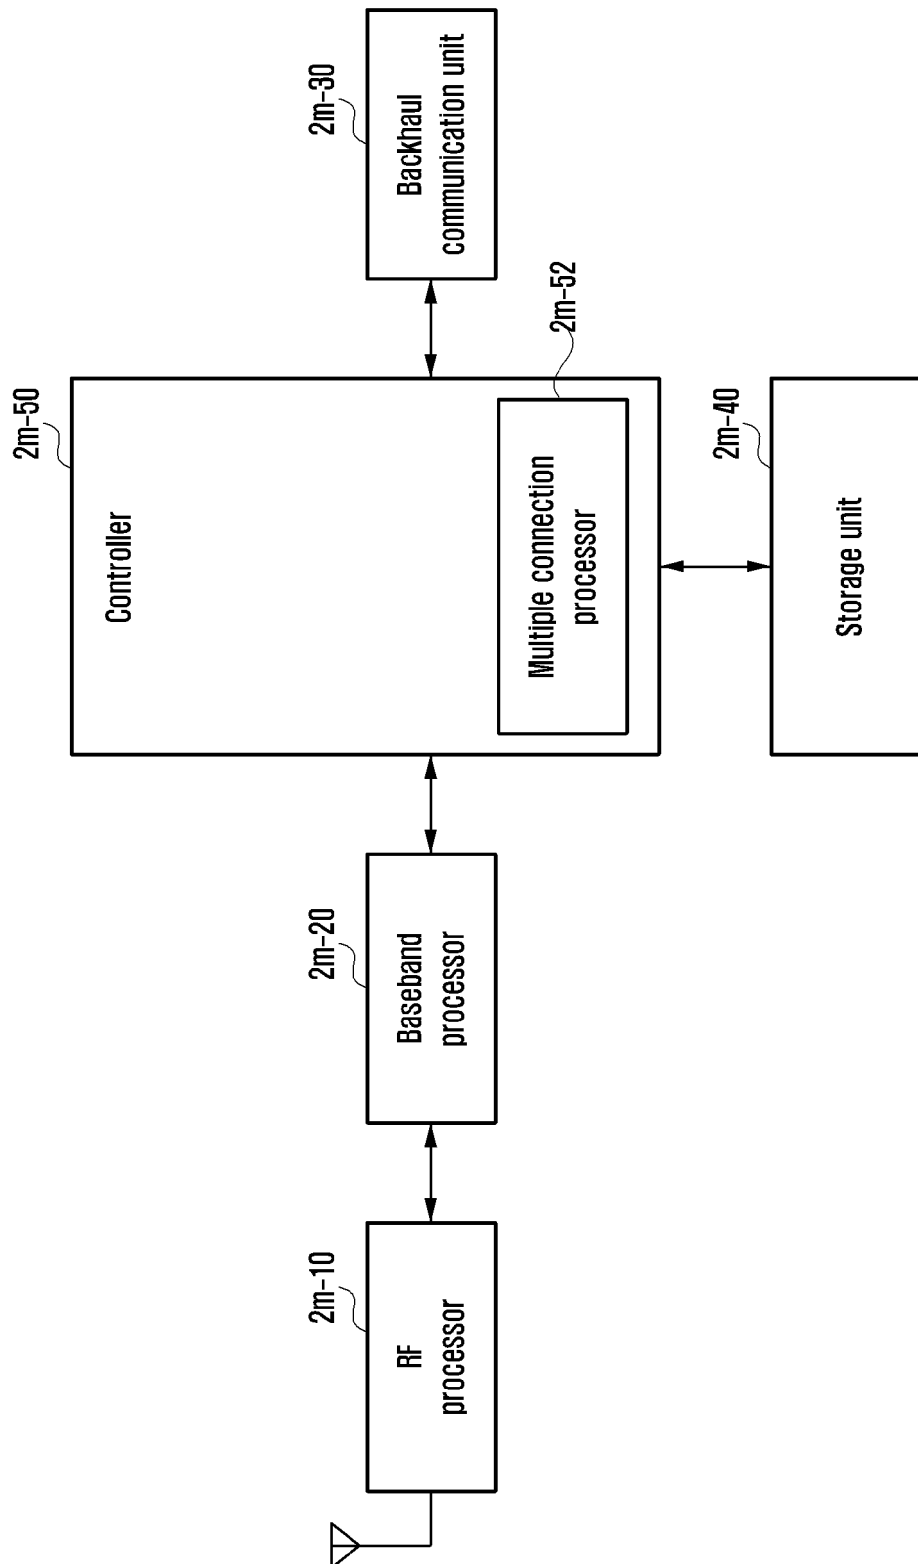 2m-50
Controller
2m-10
RF
processor
2m-20
Baseband
processor
2m-30
Backhaul
communication unit
Multiple connection
processor
2m-52
2m-40
Storage unit